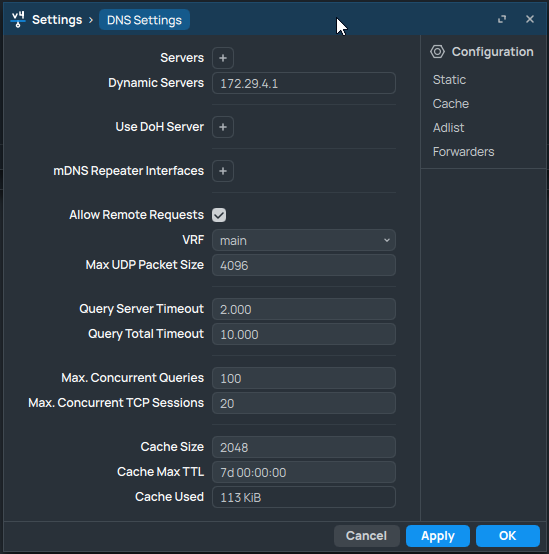 v4 Settings > DNS Settings
Configuration
Static
Cache
Adlist
Forwarders
Servers +
Dynamic Servers 172.29.4.1
Use DoH Server +
mDNS Repeater Interfaces +
Allow Remote Requests
VRF main
Max UDP Packet Size 4096
Query Server Timeout 2.000
Query Total Timeout 10.000
Max. Concurrent Queries 100
Max. Concurrent TCP Sessions 20
Cache Size 2048
Cache Max TTL 7d 00:00:00
Cache Used 113 KiB
Cancel Apply OK